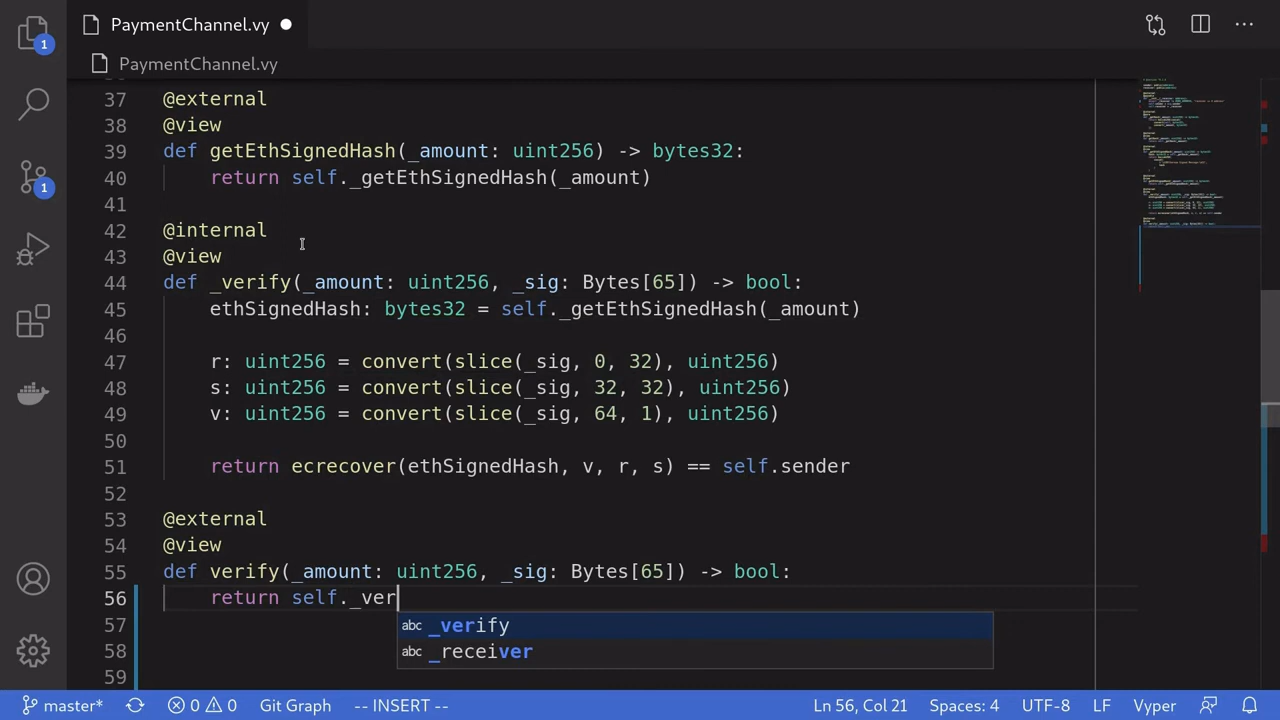 PaymentChannel.vy
PaymentChannel.vy
1
1
37 @external
38 @view
39 def getEthSignedHash(_amount: uint256) -> bytes32:
40 return self._getEthSignedHash(_amount)
41
42 @internal
43 @view
44 def _verify(_amount: uint256, _sig: Bytes[65]) -> bool:
45 ethSignedHash: bytes32 = self._getEthSignedHash(_amount)
46
47 r: uint256 = convert(slice(_sig, 0, 32), uint256)
48 s: uint256 = convert(slice(_sig, 32, 32), uint256)
49 v: uint256 = convert(slice(_sig, 64, 1), uint256)
50
51 return ecrecover(ethSignedHash, v, r, s) == self.sender
52
53 @external
54 @view
55 def verify(_amount: uint256, _sig: Bytes[65]) -> bool:
56 return self._ver
57 abc _verify
58 abc _receiver
59
master* 0 0 Git Graph -- INSERT -- Ln 56, Col 21 Spaces: 4 UTF-8 LF Vyper